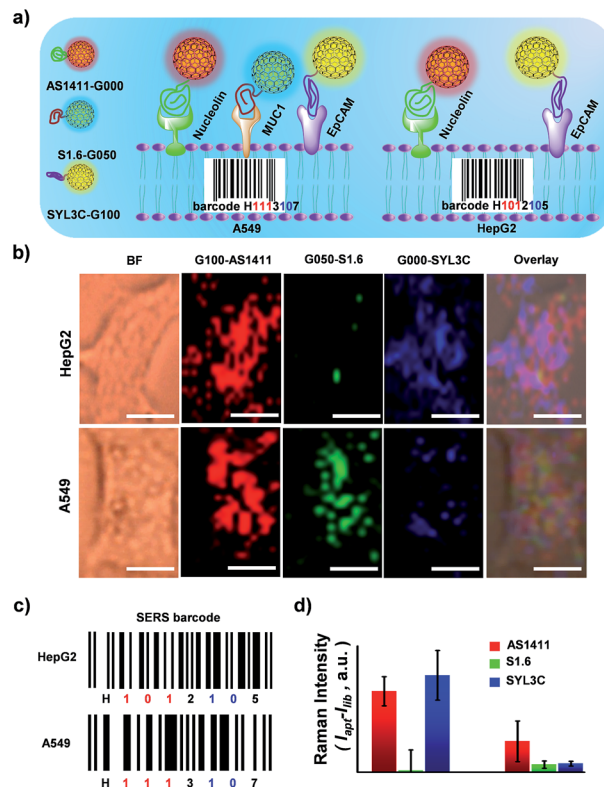 a)
AS1411-G000
S1.6-G050
SYL3C-G100
Nucleolin
MUC1
EpCAM
barcode H1113107
A549
Nucleolin
EpCAM
barcode H1012105
HepG2
b)
BF G100-AS1411 G050-S1.6 G000-SYL3C Overlay
HepG2
A549
c)
SERS barcode
HepG2
H 1 0 1 2 1 0 5
A549
H 1 1 1 3 1 0 7
d)
Raman Intensity
( Iapt-Ilib , a.u. )
AS1411
S1.6
SYL3C